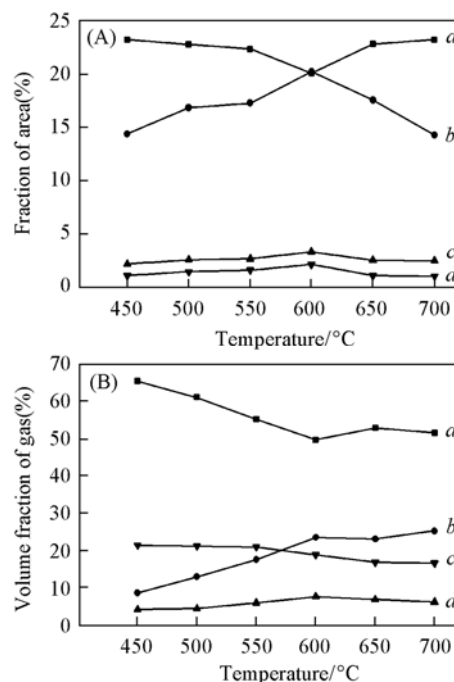 (A)
Fraction of area(%)
25
20
15
10
5
0
a
b
c
d
450 500 550 600 650 700
Temperature/°C
(B)
Volume fraction of gas(%)
70
60
50
40
30
20
10
0
a
b
c
d
450 500 550 600 650 700
Temperature/°C